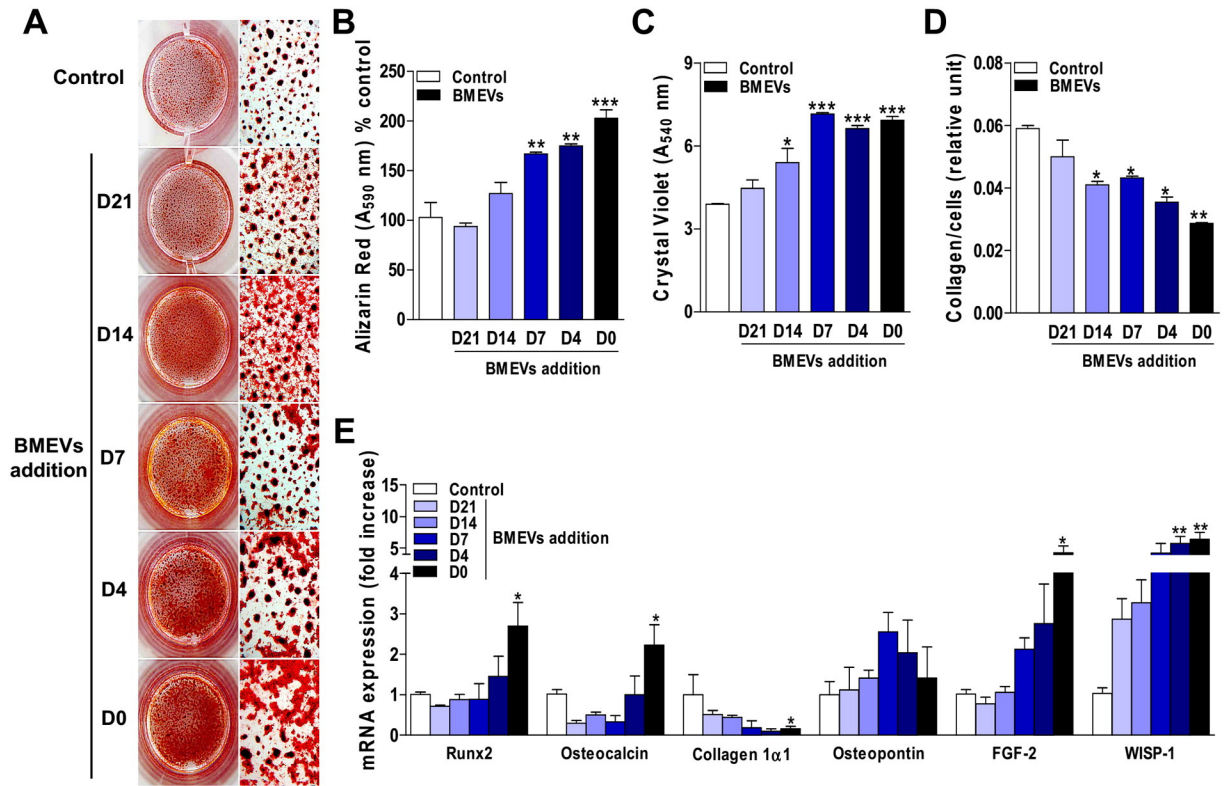 A
Control
D21
D14
BMEVs
addition
D7
D4
D0
B
Alizarin Red (A590 nm) % control
250
200
150
100
50
0
Control
BMEVs
**
**
***
D21 D14 D7 D4 D0
BMEVs addition
C
Crystal Violet (A540 nm)
9
6
3
0
Control
BMEVs
*
***
***
***
D21 D14 D7 D4 D0
BMEVs addition
D
Collagen/cells (relative unit)
0.08
0.06
0.04
0.02
0.00
Control
BMEVs
*
*
*
**
D21 D14 D7 D4 D0
BMEVs addition
E
mRNA expression (fold increase)
15
10
5
4
3
2
1
0
Control
D21
D14
D7
D4
D0
BMEVs addition
*
*
*
*
**
**
Runx2 Osteocalcin Collagen 1α1 Osteopontin FGF-2 WISP-1